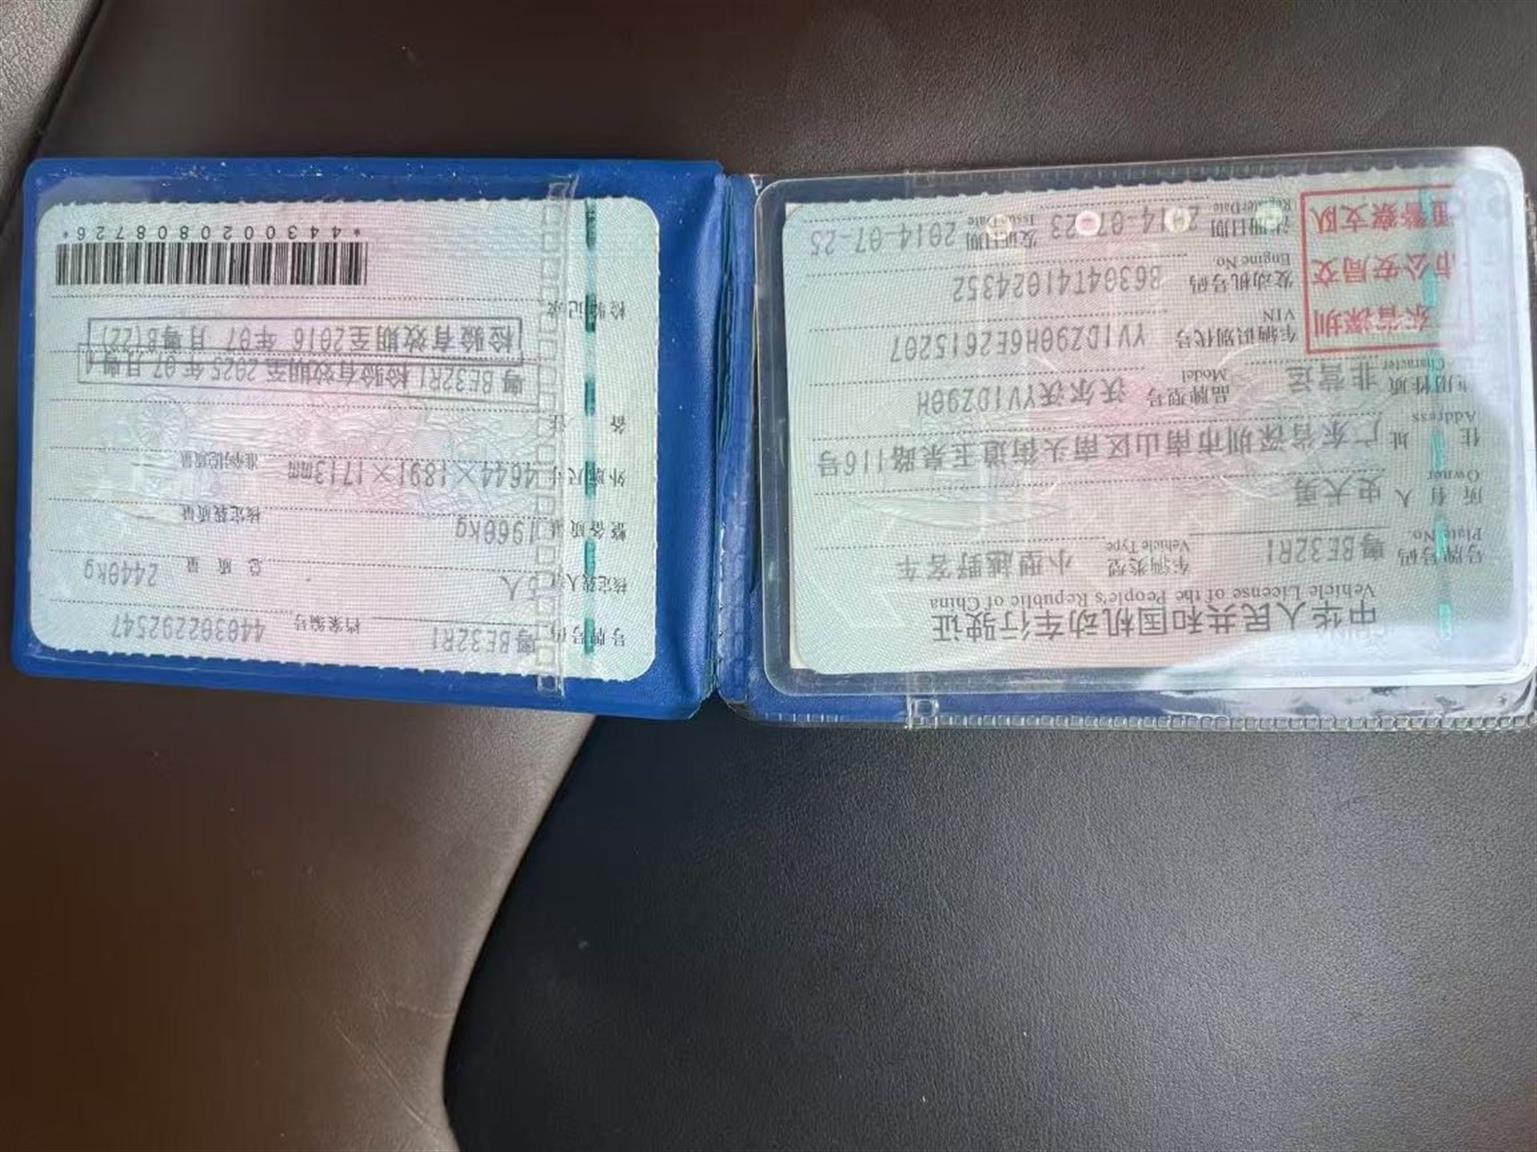 中华人民共和国机动车行驶证
Vehicle License of the People's Republic of China
号牌号码 粤BE32R1 车辆类型 小型越野客车
Plate No. Vehicle Type
所有人 史大勇
Owner
住址 广东省深圳市南山区南头街道玉泉路116号
Address
使用性质 非营运 品牌型号 沃尔沃YV1DZ90H
Character Model
车辆识别代号 YV1DZ90H6E2615207
VIN
发动机号码 B6304T41024352
Engine No.
注册日期 2014-07-23 发证日期 2014-07-25
Register Date Issue Date
东省深圳
市公安局交
通警察支队
号牌号码 粤BE32R1 档案编号 440302292547
核定载人数 5人 总质量 2440kg
整备质量 1960kg 核定载质量 —
外廓尺寸 4644×1891×1713mm 准牵引总质量 —
备注
粤BE32R1 检验有效期至2025年07月粤
检验有效期至2016 年 07 月粤B(22)
检验记录
*4430020808726*